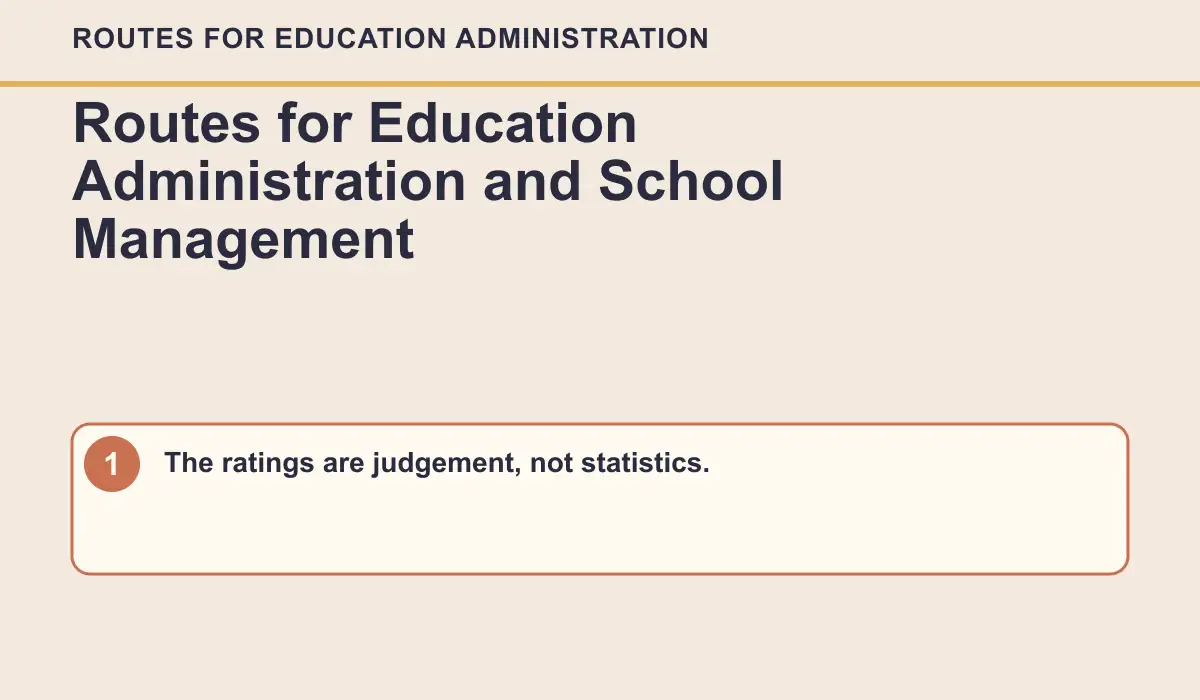 ROUTES FOR EDUCATION ADMINISTRATION
Routes for Education
Administration and School
Management
1
The ratings are judgement, not statistics.